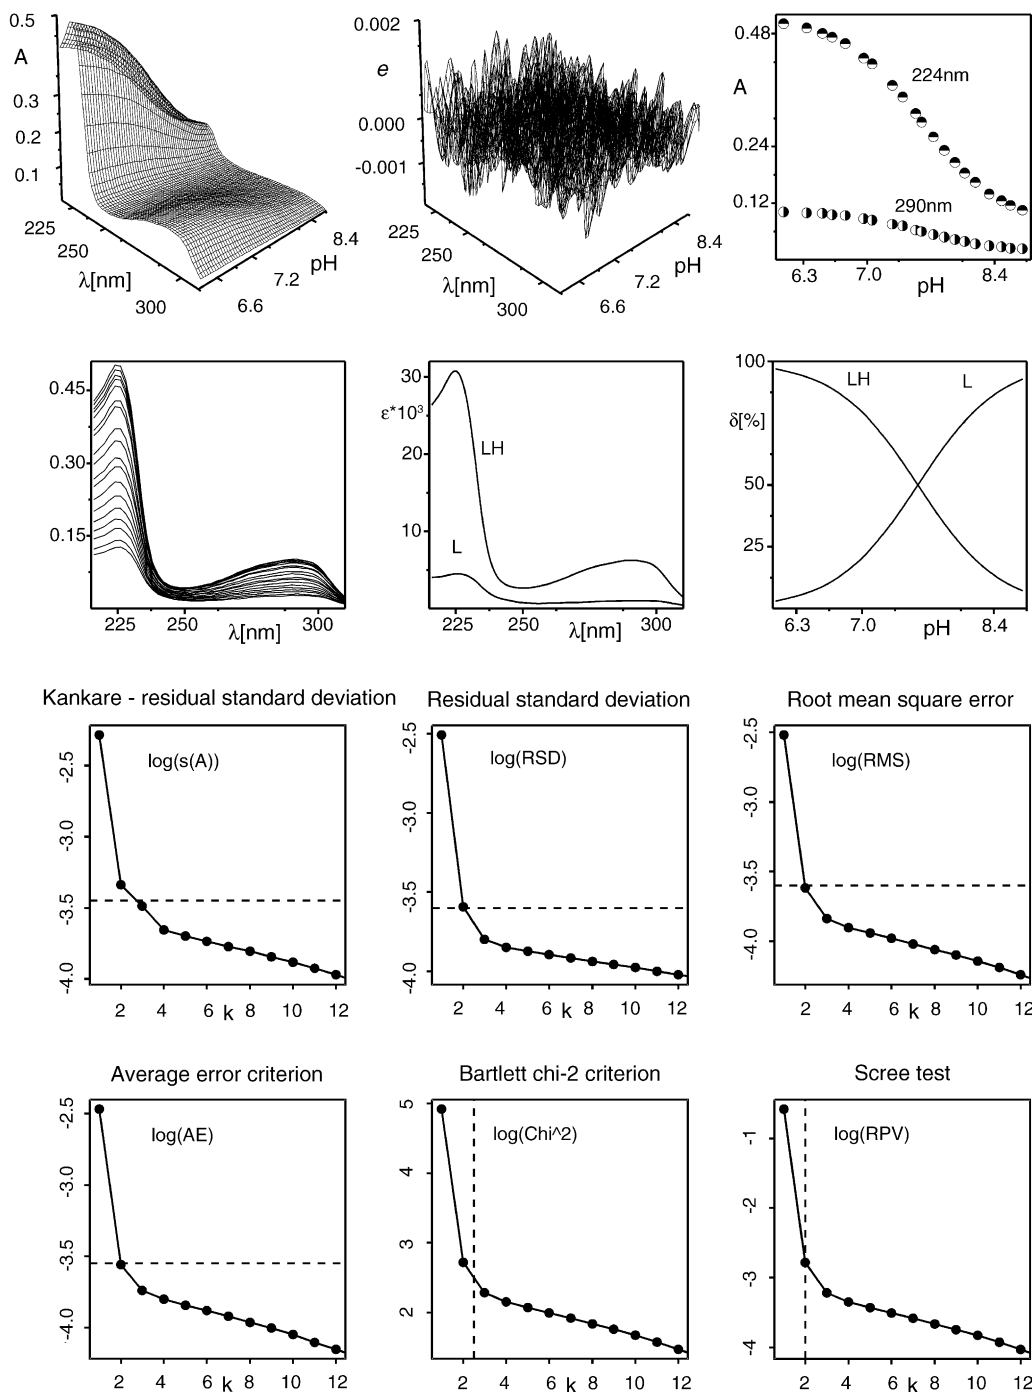 0.5
A
0.3
0.2
0.1
225
250
λ[nm]
300
6.6
7.2
pH
8.4
0.002
e
0.000
-0.001
225
250
λ[nm]
300
6.6
7.2
pH
8.4
0.48
A
0.24
0.12
224nm
290nm
6.3
7.0
pH
8.4
0.45
0.30
0.15
225
250
λ[nm]
300
30
ε*10³
20
10
LH
L
225
250
λ[nm]
300
100
δ[%]
50
25
LH
L
6.3
7.0
pH
8.4
Kankare - residual standard deviation
log(s(A))
-2.5
-3.0
-3.5
-4.0
2 4 6 k 8 10 12
Residual standard deviation
log(RSD)
-2.5
-3.0
-3.5
-4.0
2 4 6 k 8 10 12
Root mean square error
log(RMS)
-2.5
-3.0
-3.5
-4.0
2 4 6 k 8 10 12
Average error criterion
log(AE)
-2.5
-3.0
-3.5
-4.0
2 4 6 k 8 10 12
Bartlett chi-2 criterion
log(Chi^2)
5
4
3
2
2 4 6 k 8 10 12
Scree test
log(RPV)
-1
-2
-3
-4
2 4 6 k 8 10 12